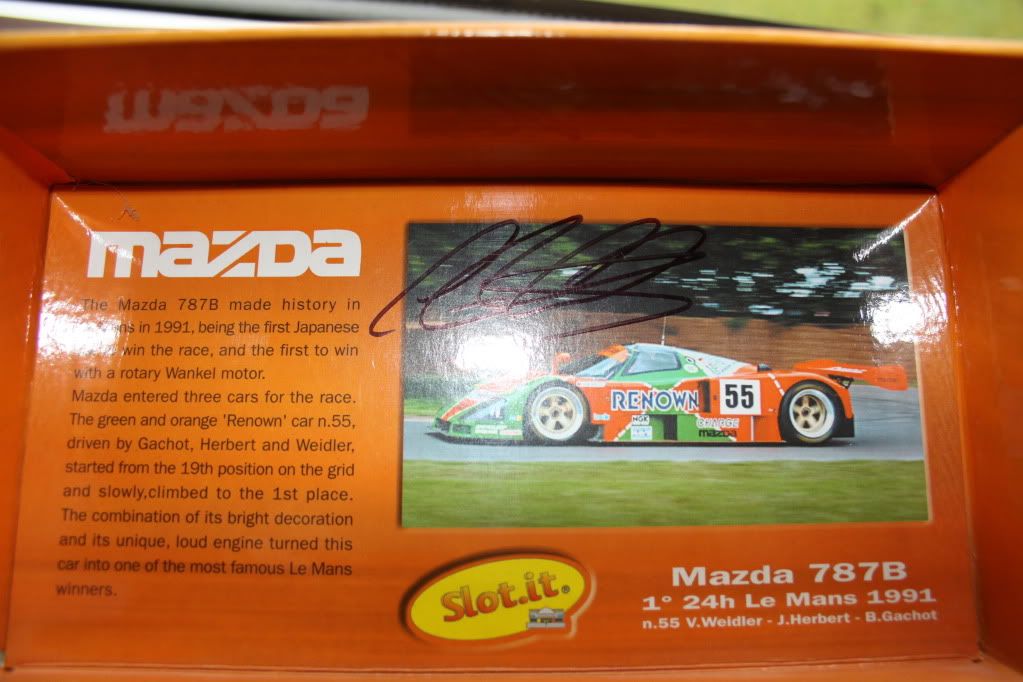 mazda
mazda
The Mazda 787B made history in
in 1991, being the first Japanese
win the race, and the first to win
with a rotary Wankel motor.
Mazda entered three cars for the race.
The green and orange 'Renown' car n.55,
driven by Gachot, Herbert and Weidler,
started from the 19th position on the grid
and slowly,climbed to the 1st place.
The combination of its bright decoration
and its unique, loud engine turned this
car into one of the most famous Le Mans
winners.
RENOWN
55
NGK
CHARGE
mazda
Slot.it®
Mazda 787B
1° 24h Le Mans 1991
n.55 V.Weidler - J.Herbert - B.Gachot